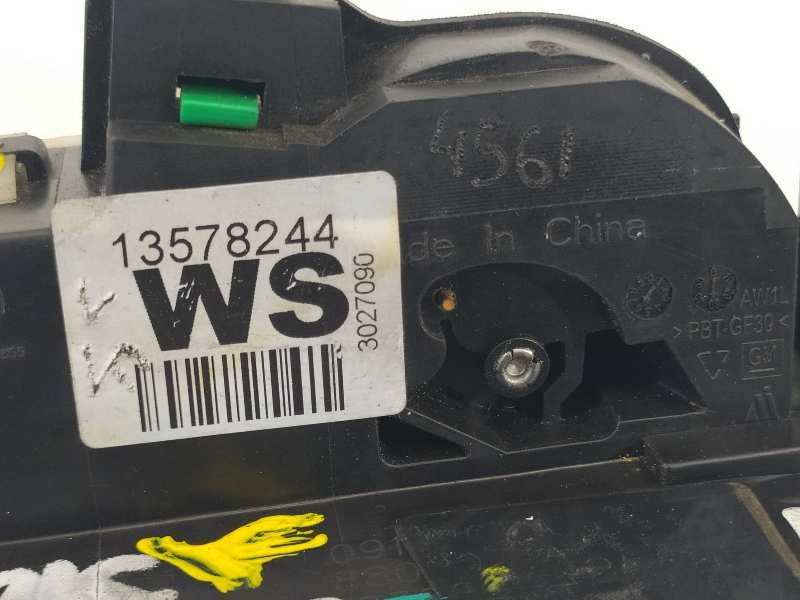 4561
13578244
WS
3027090
de In China
AW1L
>PBT-GF30<
GM